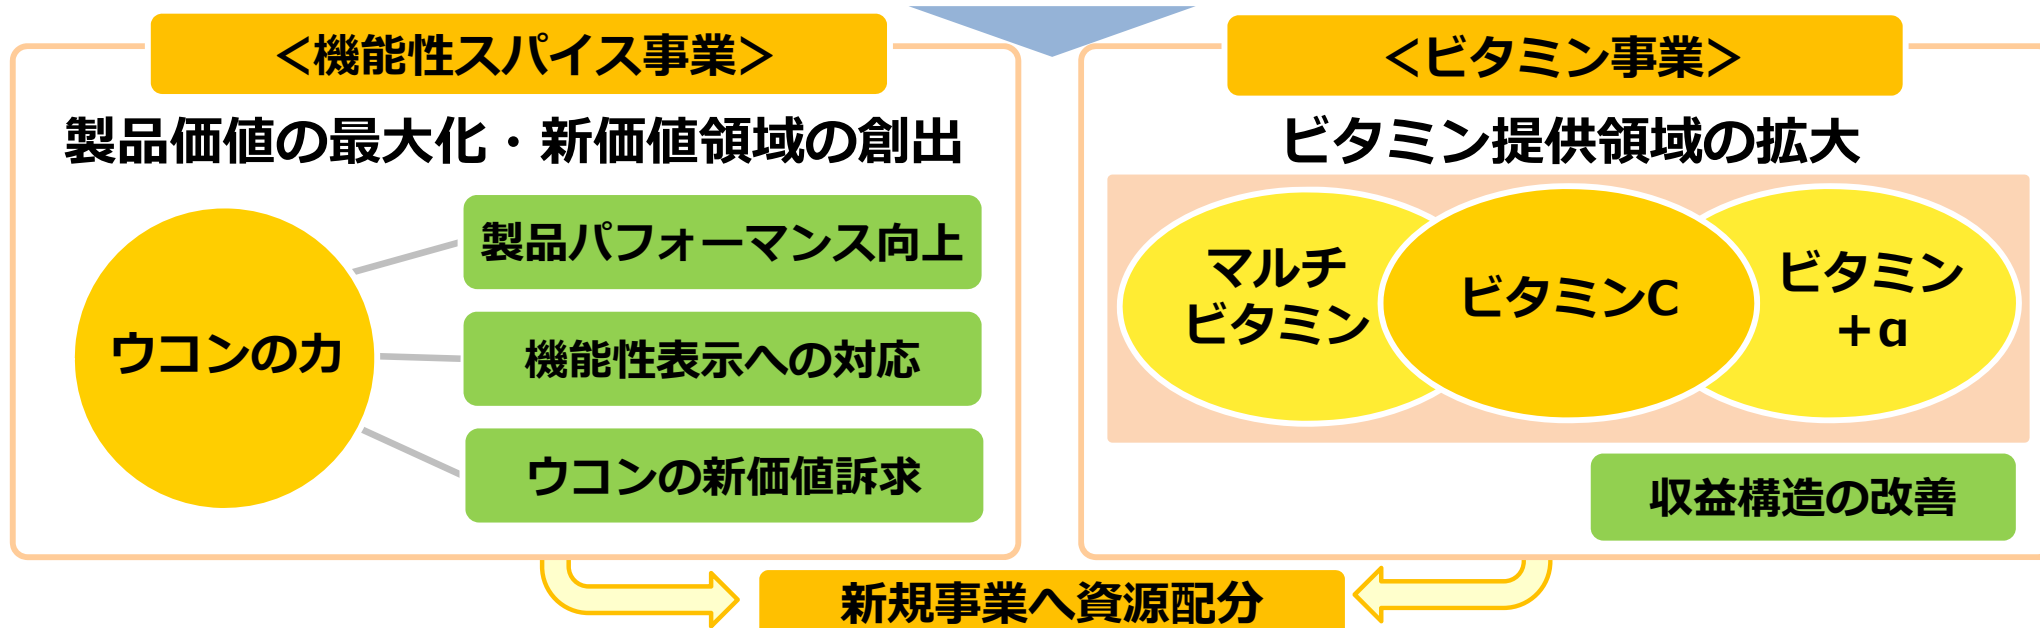 ＜機能性スパイス事業＞
製品価値の最大化・新価値領域の創出
ウコンの力
製品パフォーマンス向上
機能性表示への対応
ウコンの新価値訴求
＜ビタミン事業＞
ビタミン提供領域の拡大
マルチ
ビタミン
ビタミンC
ビタミン
＋α
収益構造の改善
新規事業へ資源配分